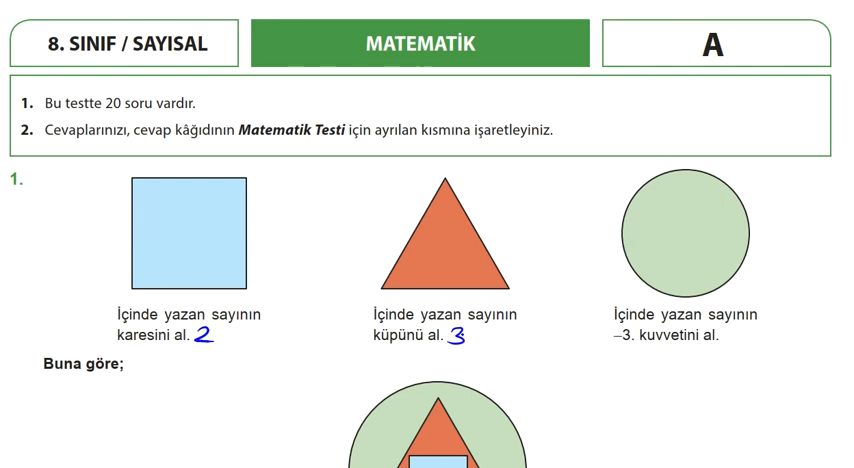 8. SINIF / SAYISAL
MATEMATİK
A
1. Bu testte 20 soru vardır.
2. Cevaplarınızı, cevap kâğıdının Matematik Testi için ayrılan kısmına işaretleyiniz.
1.
İçinde yazan sayının
karesini al. 2
İçinde yazan sayının
küpünü al. 3
İçinde yazan sayının
–3. kuvvetini al.
Buna göre;